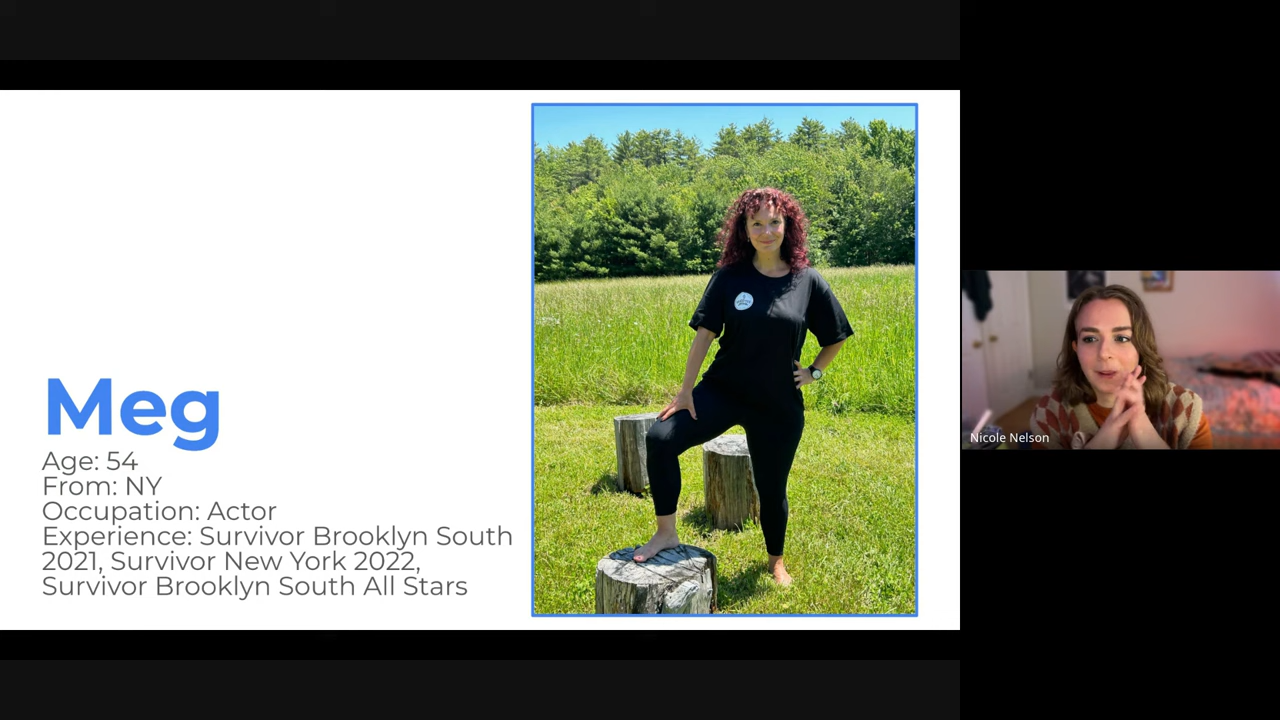 Meg
Age: 54
From: NY
Occupation: Actor
Experience: Survivor Brooklyn South
2021, Survivor New York 2022,
Survivor Brooklyn South All Stars
Nicole Nelson